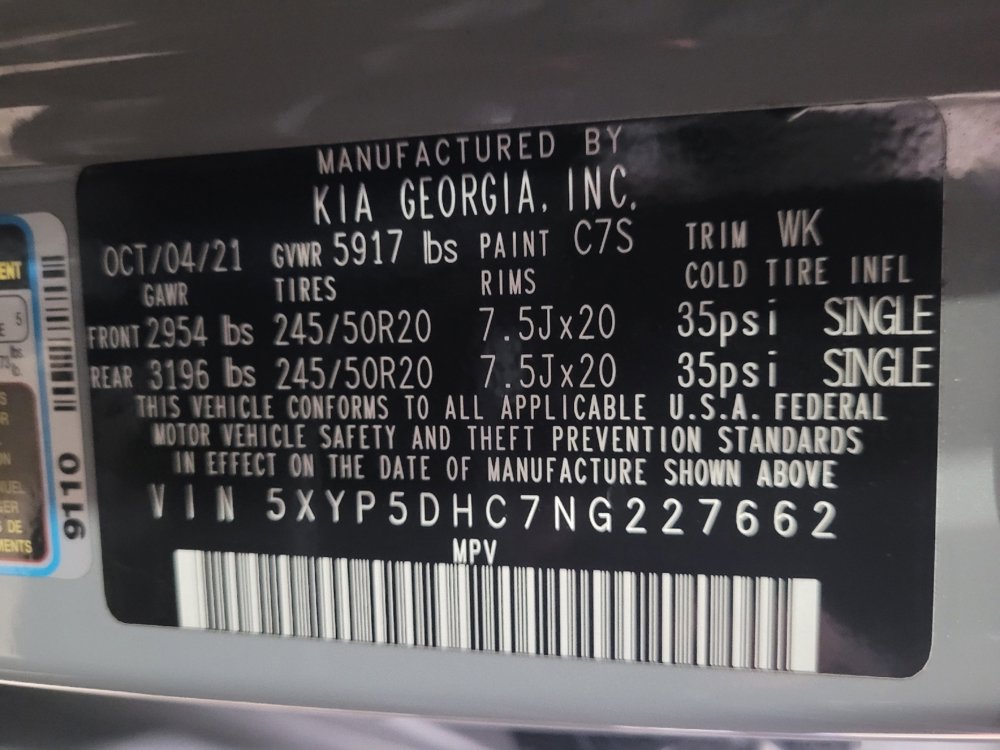 MANUFACTURED BY
KIA GEORGIA, INC.
OCT/04/21 GVWR 5917 lbs PAINT C7S TRIM WK
GAWR TIRES RIMS COLD TIRE INFL
FRONT 2954 lbs 245/50R20 7.5Jx20 35psi SINGLE
REAR 3196 lbs 245/50R20 7.5Jx20 35psi SINGLE
THIS VEHICLE CONFORMS TO ALL APPLICABLE U.S.A. FEDERAL
MOTOR VEHICLE SAFETY AND THEFT PREVENTION STANDARDS
IN EFFECT ON THE DATE OF MANUFACTURE SHOWN ABOVE
VIN 5XYP5DHC7NG227662
MPV
9110
5
DE